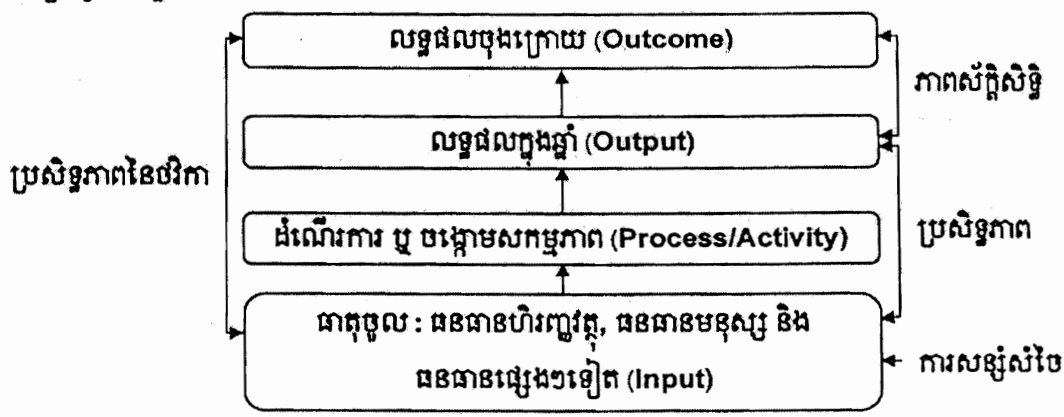 លទ្ធផលចុងក្រោយ (Outcome)
ភាពស័ក្តិសិទ្ធិ
លទ្ធផលក្នុងឆ្នាំ (Output)
ប្រសិទ្ធភាពនៃថវិកា
ដំណើរការ ឬ ចង្កោមសកម្មភាព (Process/Activity)
ប្រសិទ្ធភាព
ធាតុចូល : ធនធានហិរញ្ញវត្ថុ, ធនធានមនុស្ស និង
ធនធានផ្សេងៗទៀត (Input)
ការសន្សំសំចៃ